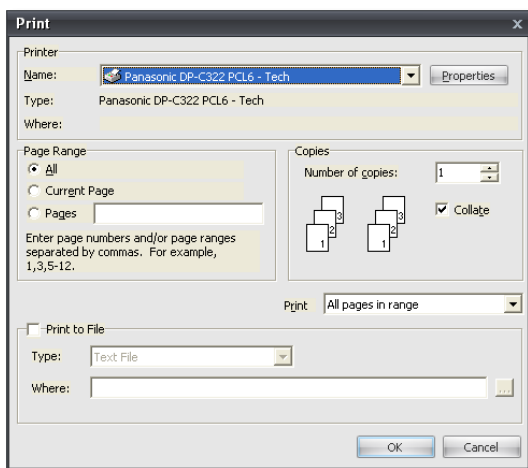 Print
x
Printer
Name:
Panasonic DP-C322 PCL6 - Tech
Properties
Type:
Panasonic DP-C322 PCL6 - Tech
Where:
Page Range
All
Current Page
Pages
Enter page numbers and/or page ranges
separated by commas. For example,
1,3,5-12.
Copies
Number of copies:
1
1 2 3
1 2 3
Collate
Print
All pages in range
Print to File
Type:
Text File
Where:
...
OK
Cancel